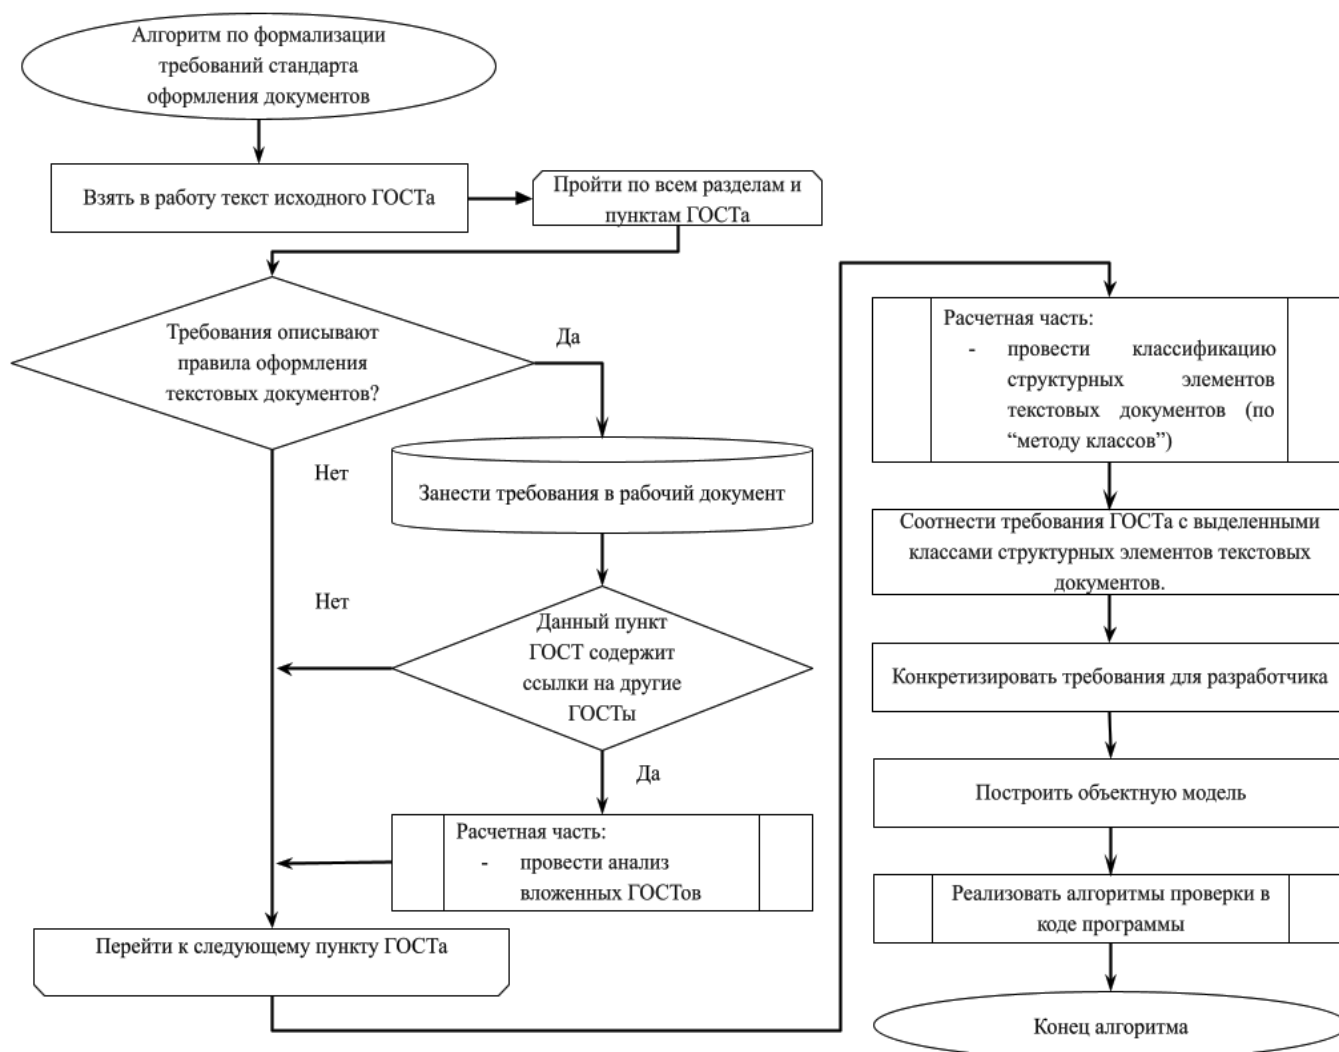 Алгоритм по формализации
требований стандарта
оформления документов
Взять в работу текст исходного ГОСТа
Пройти по всем разделам и
пунктам ГОСТа
Требования описывают
правила оформления
текстовых документов?
Да
Нет
Занести требования в рабочий документ
Нет
Данный пункт
ГОСТ содержит
ссылки на другие
ГОСТы
Да
Расчетная часть:
- провести анализ
вложенных ГОСТов
Перейти к следующему пункту ГОСТа
Расчетная часть:
- провести классификацию
структурных элементов
текстовых документов (по
“методу классов”)
Соотнести требования ГОСТа с выделенными
классами структурных элементов текстовых
документов.
Конкретизировать требования для разработчика
Построить объектную модель
Реализовать алгоритмы проверки в
коде программы
Конец алгоритма